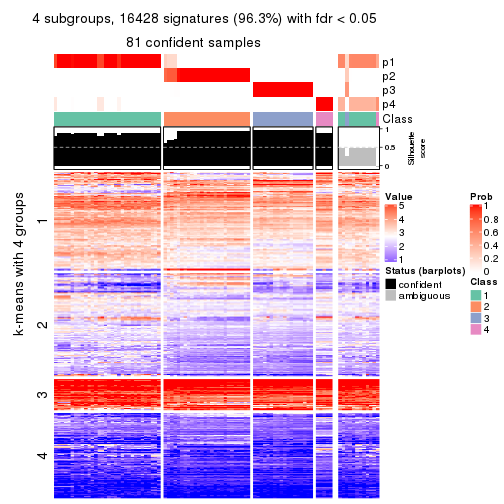 4 subgroups, 16428 signatures (96.3%) with fdr < 0.05
81 confident samples
p1
p2
p3
p4
Class
1
0.5
0
Silhouette
score
k-means with 4 groups
1
2
3
4
Value
5
4
3
2
1
Status (barplots)
confident
ambiguous
Prob
1
0.8
0.6
0.4
0.2
0
Class
1
2
3
4